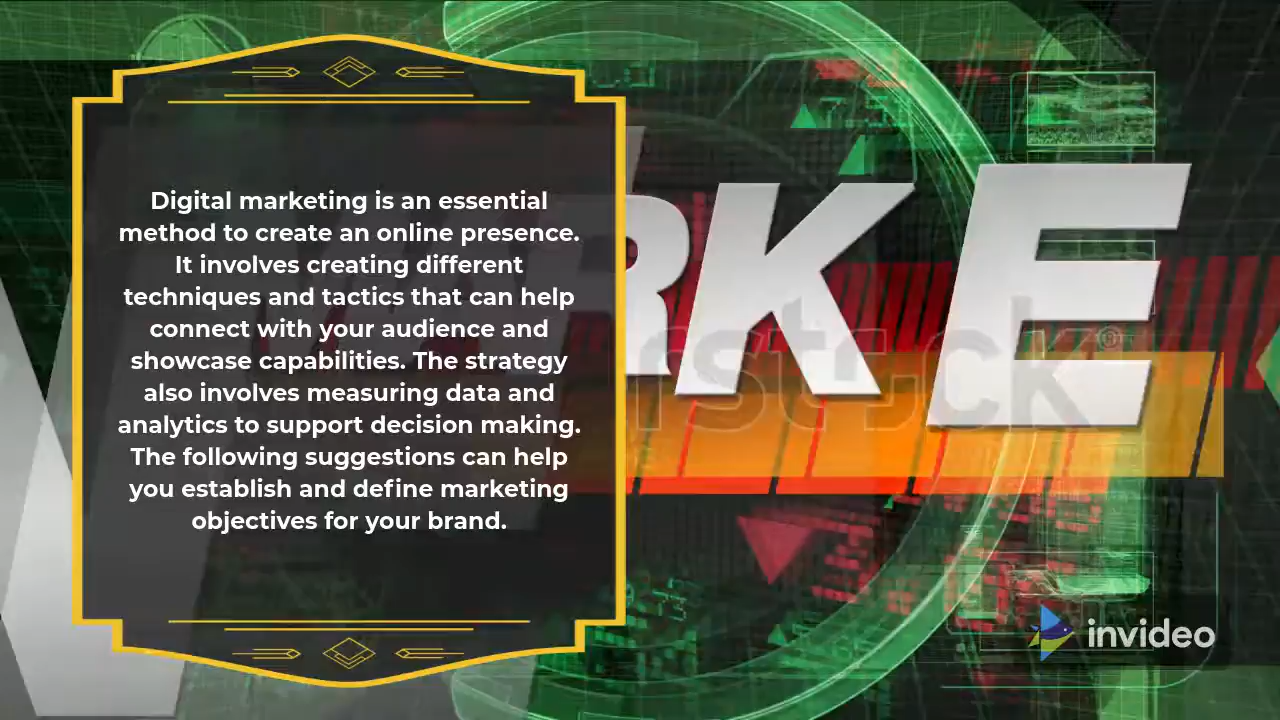 Digital marketing is an essential
method to create an online presence.
It involves creating different
techniques and tactics that can help
connect with your audience and
showcase capabilities. The strategy
also involves measuring data and
analytics to support decision making.
The following suggestions can help
you establish and define marketing
objectives for your brand.
RKE
invideo